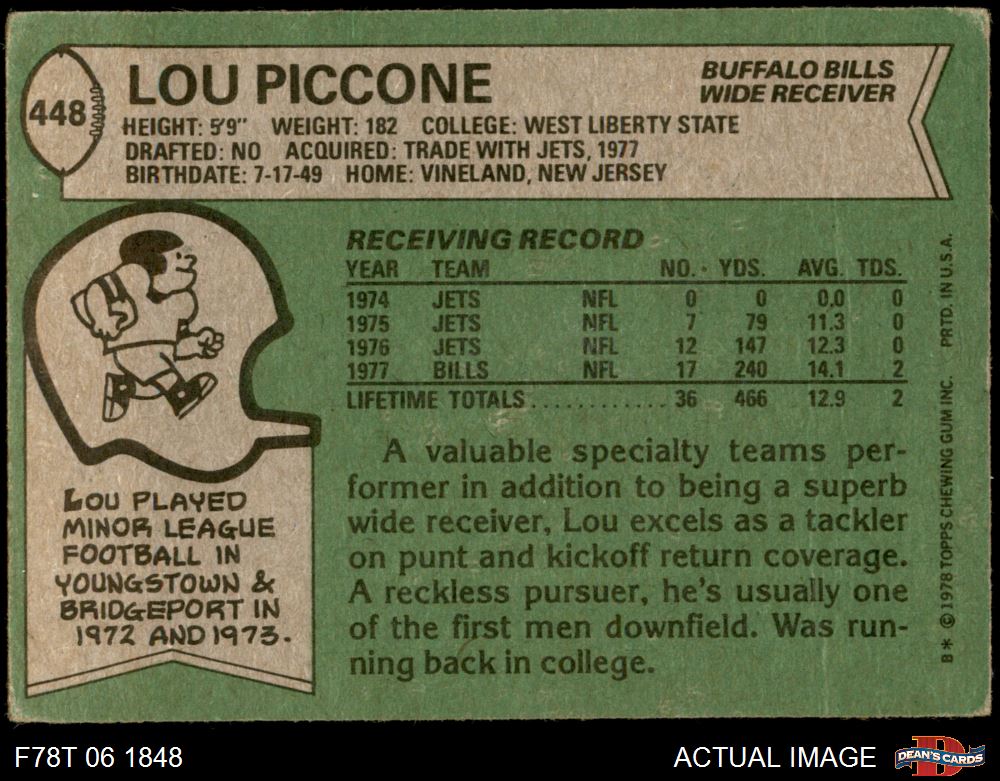 448
LOU PICCONE
BUFFALO BILLS
WIDE RECEIVER
HEIGHT: 5'9" WEIGHT: 182 COLLEGE: WEST LIBERTY STATE
DRAFTED: NO ACQUIRED: TRADE WITH JETS, 1977
BIRTHDATE: 7-17-49 HOME: VINELAND, NEW JERSEY
RECEIVING RECORD
YEAR TEAM NO. YDS. AVG. TDS.
1974 JETS NFL 0 0 0.0 0
1975 JETS NFL 7 79 11.3 0
1976 JETS NFL 12 147 12.3 0
1977 BILLS NFL 17 240 14.1 2
LIFETIME TOTALS............ 36 466 12.9 2
LOU PLAYED
MINOR LEAGUE
FOOTBALL IN
YOUNGSTOWN &
BRIDGEPORT IN
1972 AND 1973.
A valuable specialty teams per-
former in addition to being a superb
wide receiver, Lou excels as a tackler
on punt and kickoff return coverage.
A reckless pursuer, he's usually one
of the first men downfield. Was run-
ning back in college.
B* ©1978 TOPPS CHEWING GUM INC. PRTD. IN U.S.A.
F78T 06 1848
ACTUAL IMAGE
D
DEAN'S CARDS